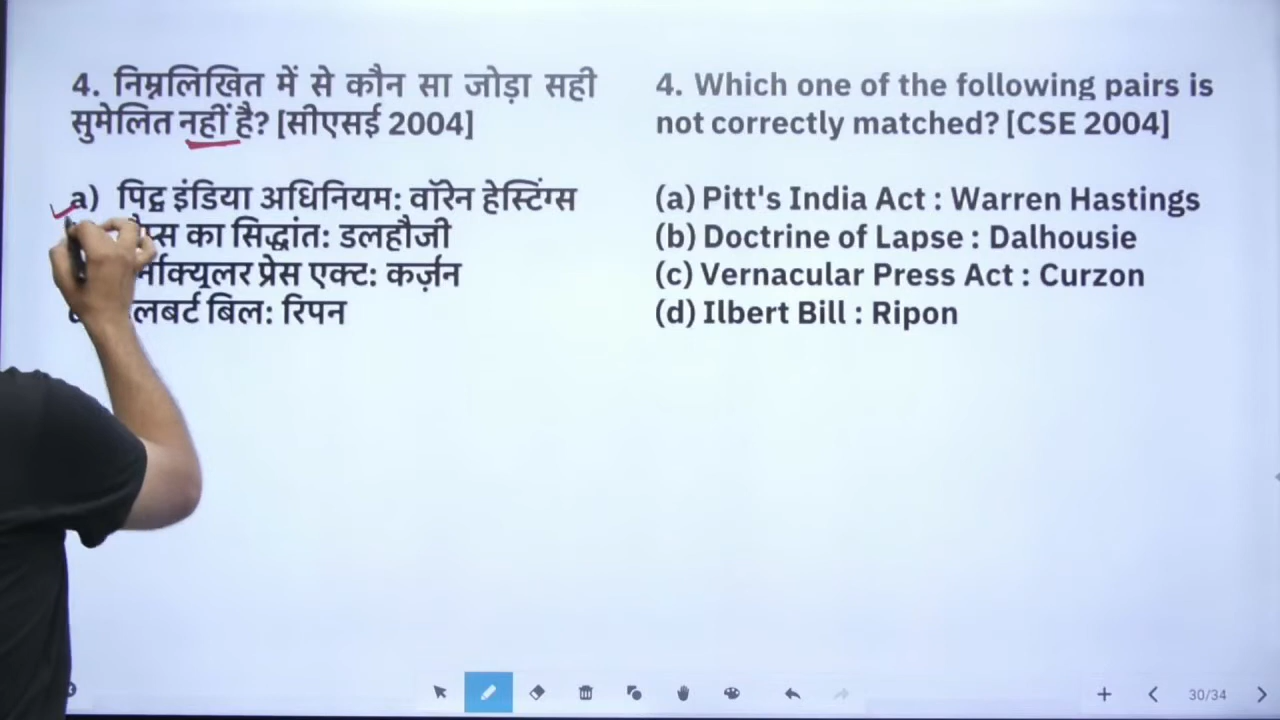 4. निम्नलिखित में से कौन सा जोड़ा सही
सुमेलित नहीं है? [सीएसई 2004]
a) पिट्स इंडिया अधिनियम: वॉरेन हेस्टिंग्स
का सिद्धांत: डलहौजी
प्रेस एक्ट: कर्ज़न
बिल: रिपन
4. Which one of the following pairs is
not correctly matched? [CSE 2004]
(a) Pitt's India Act : Warren Hastings
(b) Doctrine of Lapse : Dalhousie
(c) Vernacular Press Act : Curzon
(d) Ilbert Bill : Ripon
30/34